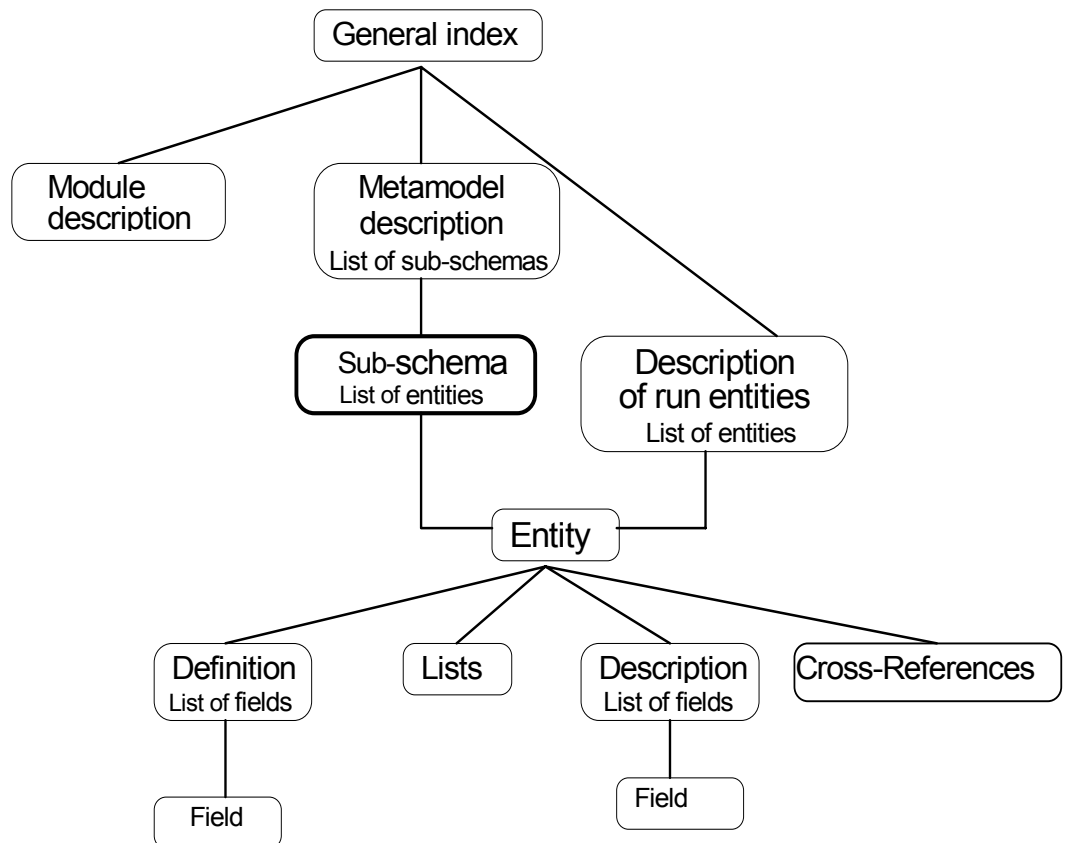 General index
Module
description
Metamodel
description
List of sub-schemas
Sub-schema
List of entities
Description
of run entities
List of entities
Entity
Definition
List of fields
Lists
Description
List of fields
Cross-References
Field
Field